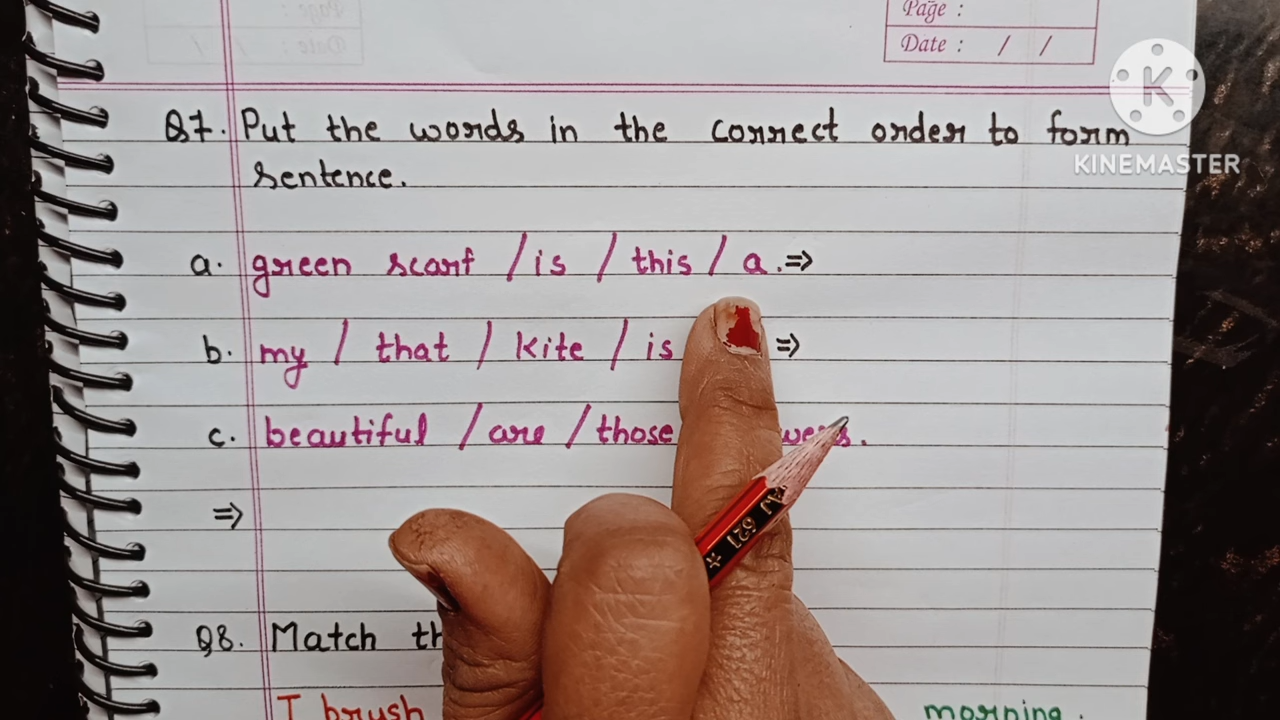 Page :
Date : / /
KINEMASTER
Q7. Put the words in the correct order to form
sentence.
a. green scarf / is / this / a. ⇒
b. my / that / kite / is ⇒
c. beautiful / are / those
⇒
Q8. Match
I brush morning.